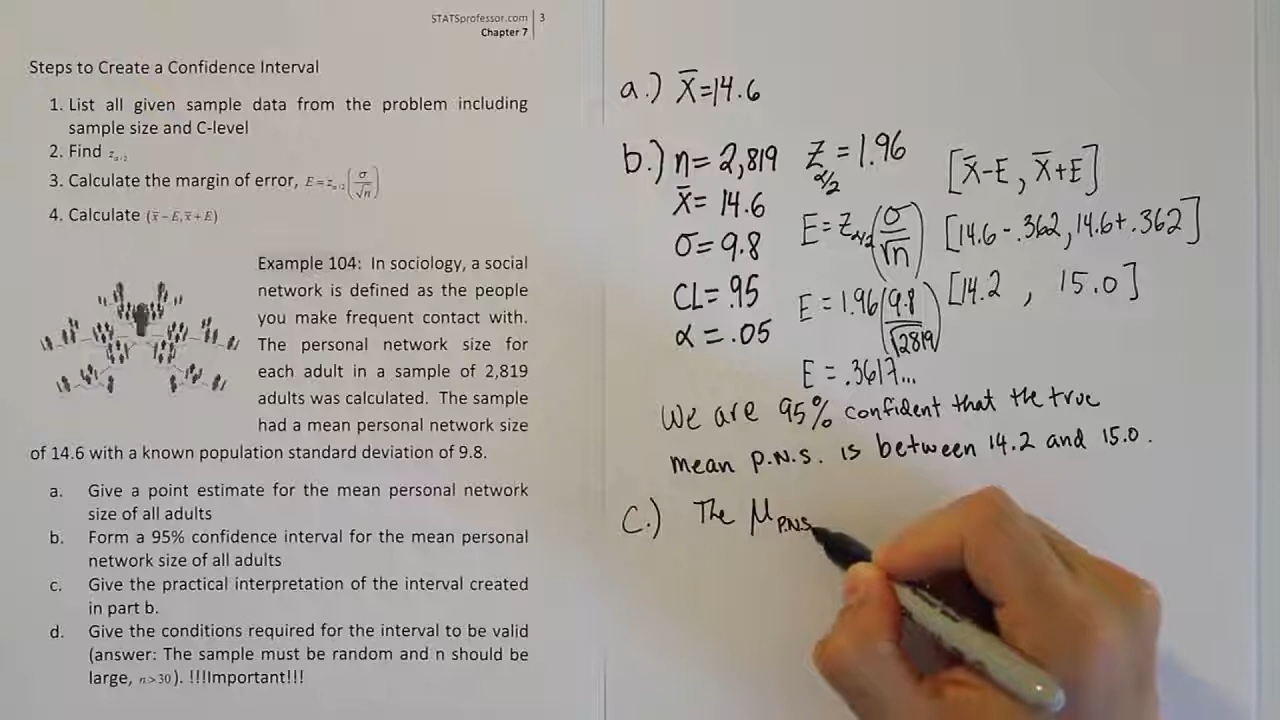 STATSprofessor.com | 3
Chapter 7
Steps to Create a Confidence Interval
1. List all given sample data from the problem including
sample size and C-level
2. Find z_{α/2}
3. Calculate the margin of error, E = z_{α/2}(σ/√n)
4. Calculate (x̄ – E, x̄ + E)
Example 104: In sociology, a social
network is defined as the people
you make frequent contact with.
The personal network size for
each adult in a sample of 2,819
adults was calculated. The sample
had a mean personal network size
of 14.6 with a known population standard deviation of 9.8.
a. Give a point estimate for the mean personal network
size of all adults
b. Form a 95% confidence interval for the mean personal
network size of all adults
c. Give the practical interpretation of the interval created
in part b.
d. Give the conditions required for the interval to be valid
(answer: The sample must be random and n should be
large, n > 30). !!!Important!!!
a.) x̄ = 14.6
b.) n = 2,819
x̄ = 14.6
σ = 9.8
CL = .95
α = .05
z_{α/2} = 1.96
E = z_{α/2}(σ/√n)
E = 1.96(9.8/√2819)
E = .3617...
[x̄-E, x̄+E]
[14.6-.362, 14.6+.362]
[14.2, 15.0]
We are 95% confident that the true
mean P.N.S. is between 14.2 and 15.0.
C.) The μ_{P.N.S.}